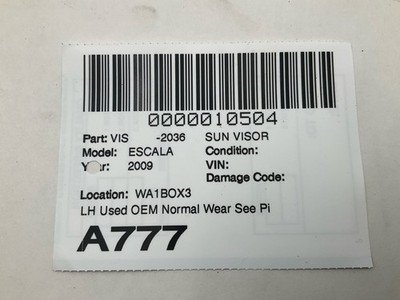 0000010504
Part: VIS -2036 SUN VISOR
Model: ESCALA Condition:
Year: 2009 VIN:
Damage Code:
Location: WA1BOX3
LH Used OEM Normal Wear See Pi
A777